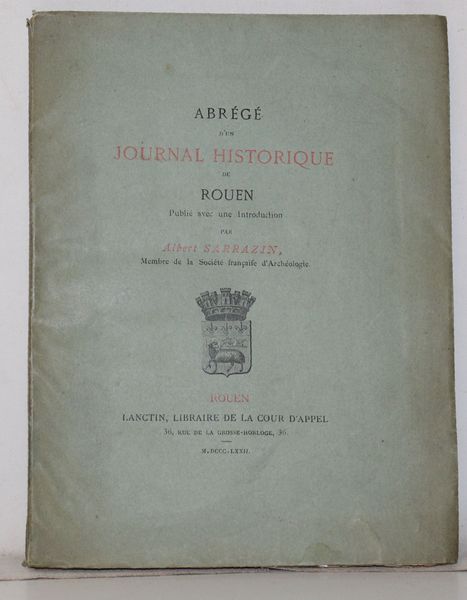 ABRÉGÉ
D'UN
JOURNAL HISTORIQUE
DE
ROUEN
Publié avec une Introduction
PAR
Albert SARRAZIN,
Membre de la Société française d'Archéologie.
ROUEN
LANCTIN, LIBRAIRE DE LA COUR D'APPEL
36, RUE DE LA GROSSE-HORLOGE, 36.
M.DCCC-LXXII.